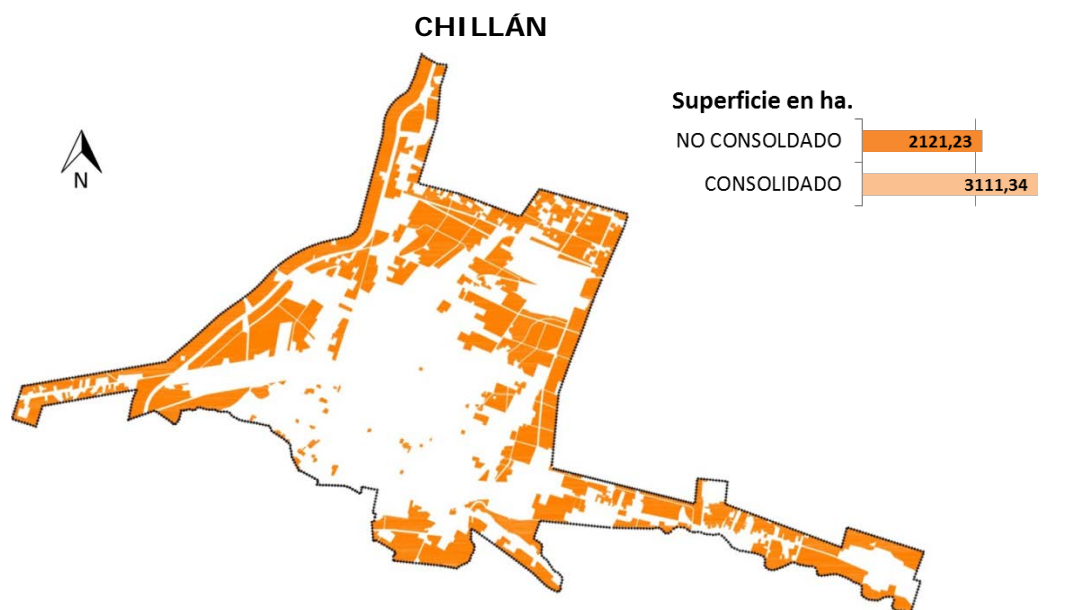 CHILLÁN
Superficie en ha.
NO CONSOLDADO
2121,23
CONSOLIDADO
3111,34
N